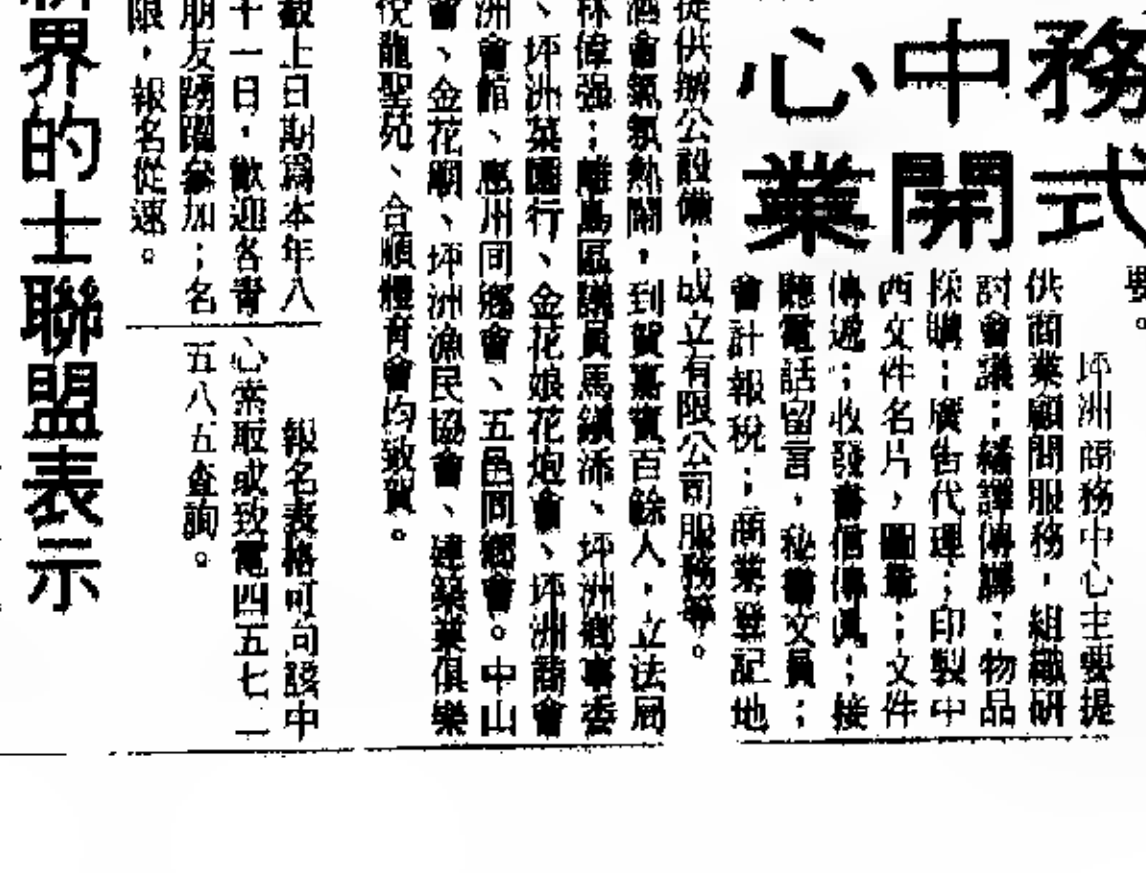 務中心
式開業
要。
坪洲商務中心主要提
供商業顧問服務,組織研
討會議;繙譯傳譯;物品
採購;廣告代理;印製中
西文件名片,圖章;文件
傳遞;收發書信傳真;接
聽電話留言,秘書文員;
會計報稅;商業登記地
從供辦公設備;成立有限公司服務等。
酒會氣氛熱鬧,到賀嘉賓百餘人,立法局
林偉强;離島區議員馬鎮添、坪洲鄉事委
、坪洲菜園行、金花娘花炮會、坪洲商會
洲會館、惠州同鄉會、五邑同鄉會。中山
會、金花廟、坪洲漁民協會、建築業俱樂
悅龍聖苑、合順體育會均致賀。
截上日期為本年八
十一日,歡迎各青
朋友踴躍參加;名
限,報名從速。
報名表格可向該中
心索取或致電四五七二
五八五查詢。
界的士聯盟表示